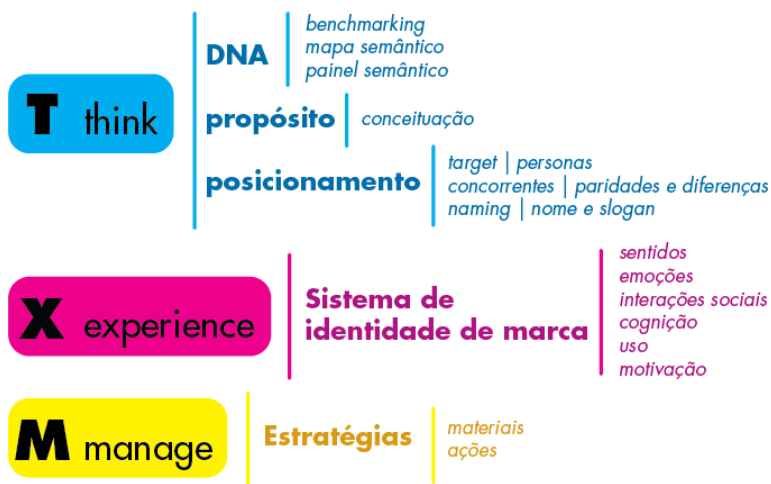 T think
DNA
benchmarking
mapa semântico
painel semântico
propósito
conceituação
posicionamento
target | personas
concorrentes | paridades e diferenças
naming | nome e slogan
X experience
Sistema de
identidade de marca
sentidos
emoções
interações sociais
cognição
uso
motivação
M manage
Estratégias
materiais
ações